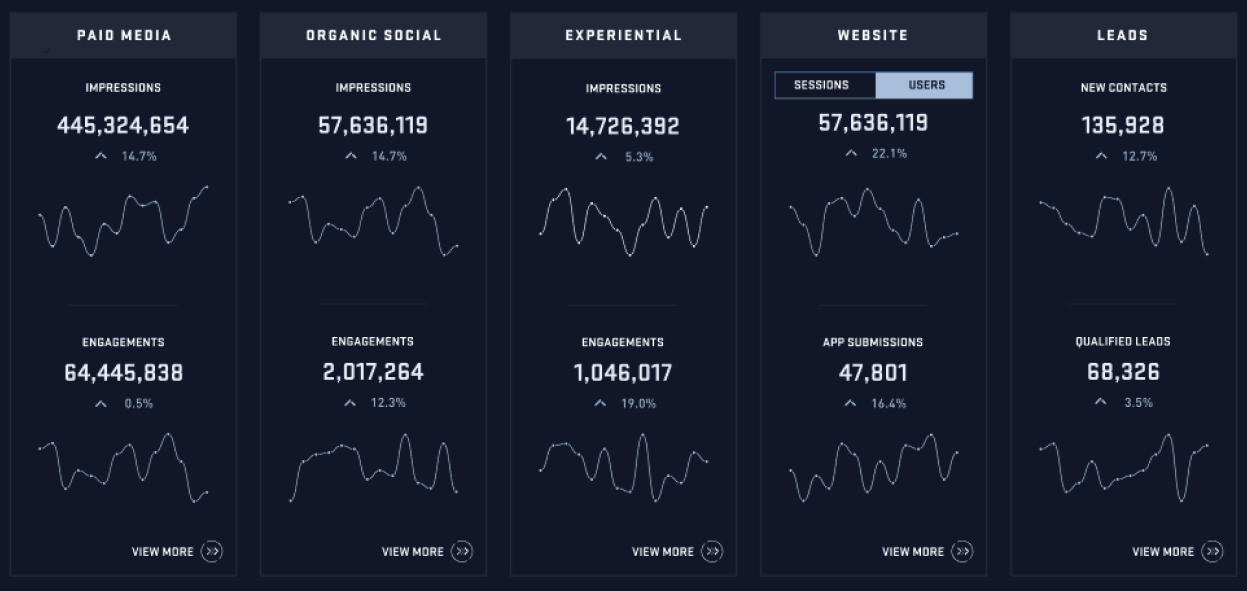 PAID MEDIA
IMPRESSIONS
445,324,654
14.7%
ENGAGEMENTS
64,445,838
0.5%
VIEW MORE
ORGANIC SOCIAL
IMPRESSIONS
57,636,119
14.7%
ENGAGEMENTS
2,017,264
12.3%
VIEW MORE
EXPERIENTIAL
IMPRESSIONS
14,726,392
5.3%
ENGAGEMENTS
1,046,017
19.0%
VIEW MORE
WEBSITE
SESSIONS USERS
57,636,119
22.1%
APP SUBMISSIONS
47,801
16.4%
VIEW MORE
LEADS
NEW CONTACTS
135,928
12.7%
QUALIFIED LEADS
68,326
3.5%
VIEW MORE